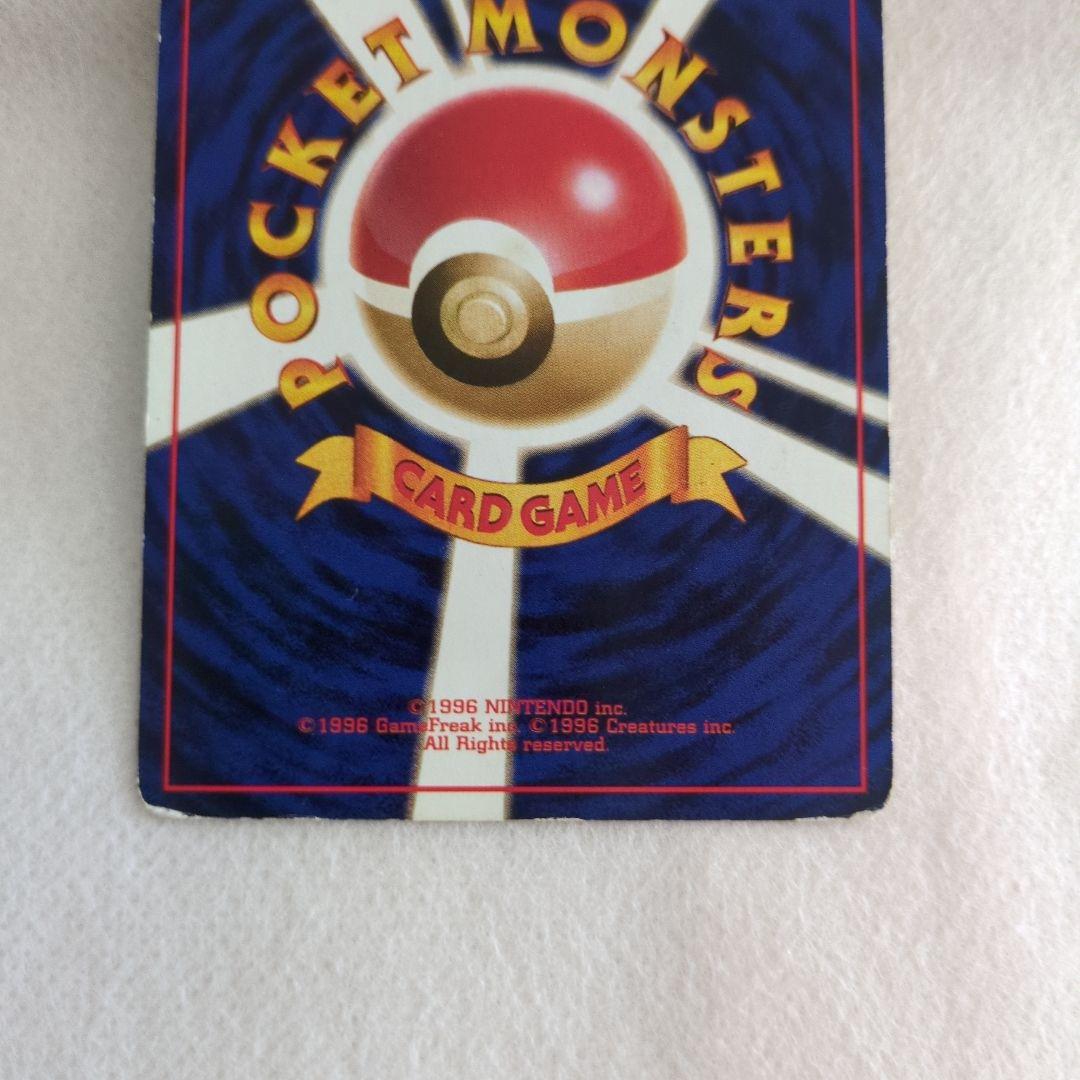 POCKET MONSTERS
CARD GAME
©1996 NINTENDO inc.
©1996 GameFreak inc. ©1996 Creatures inc.
All Rights reserved.